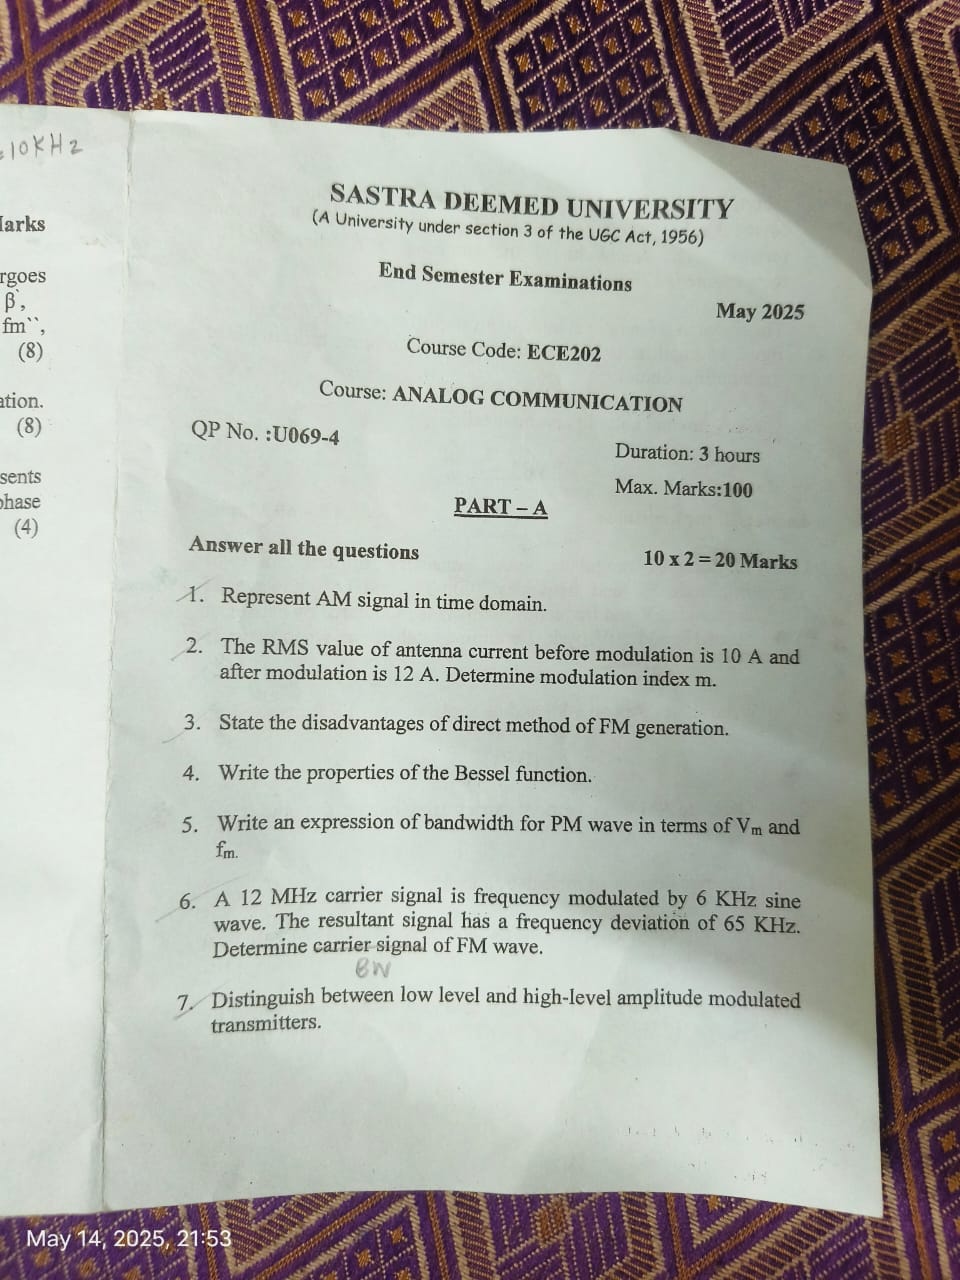 =10KHz
Marks
rgoes
β`,
fm``,
(8)
ation.
(8)
sents
phase
(4)
SASTRA DEEMED UNIVERSITY
(A University under section 3 of the UGC Act, 1956)
End Semester Examinations
May 2025
Course Code: ECE202
Course: ANALOG COMMUNICATION
QP No. :U069-4
Duration: 3 hours
Max. Marks:100
PART – A
Answer all the questions
10 x 2 = 20 Marks
1. Represent AM signal in time domain.
2. The RMS value of antenna current before modulation is 10 A and
after modulation is 12 A. Determine modulation index m.
3. State the disadvantages of direct method of FM generation.
4. Write the properties of the Bessel function.
5. Write an expression of bandwidth for PM wave in terms of Vm and
fm.
6. A 12 MHz carrier signal is frequency modulated by 6 KHz sine
wave. The resultant signal has a frequency deviation of 65 KHz.
Determine carrier signal of FM wave.
BW
7. Distinguish between low level and high-level amplitude modulated
transmitters.
May 14, 2025, 21:53